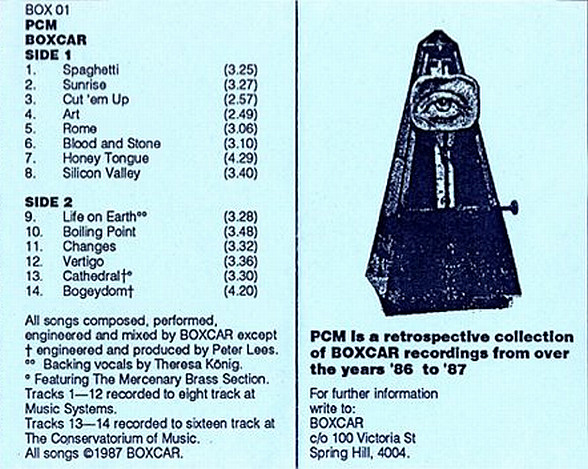 BOX 01
PCM
BOXCAR
SIDE 1
1. Spaghetti (3.25)
2. Sunrise (3.27)
3. Cut 'em Up (2.57)
4. Art (2.49)
5. Rome (3.06)
6. Blood and Stone (3.10)
7. Honey Tongue (4.29)
8. Silicon Valley (3.40)
SIDE 2
9. Life on Earth°° (3.28)
10. Boiling Point (3.48)
11. Changes (3.32)
12. Vertigo (3.36)
13. Cathedral†° (3.30)
14. Bogeydom† (4.20)
All songs composed, performed,
engineered and mixed by BOXCAR except
† engineered and produced by Peter Lees.
°° Backing vocals by Theresa König.
° Featuring The Mercenary Brass Section.
Tracks 1—12 recorded to eight track at
Music Systems.
Tracks 13—14 recorded to sixteen track at
The Conservatorium of Music.
All songs ©1987 BOXCAR.
PCM is a retrospective collection
of BOXCAR recordings from over
the years '86 to '87
For further information
write to:
BOXCAR
c/o 100 Victoria St
Spring Hill, 4004.